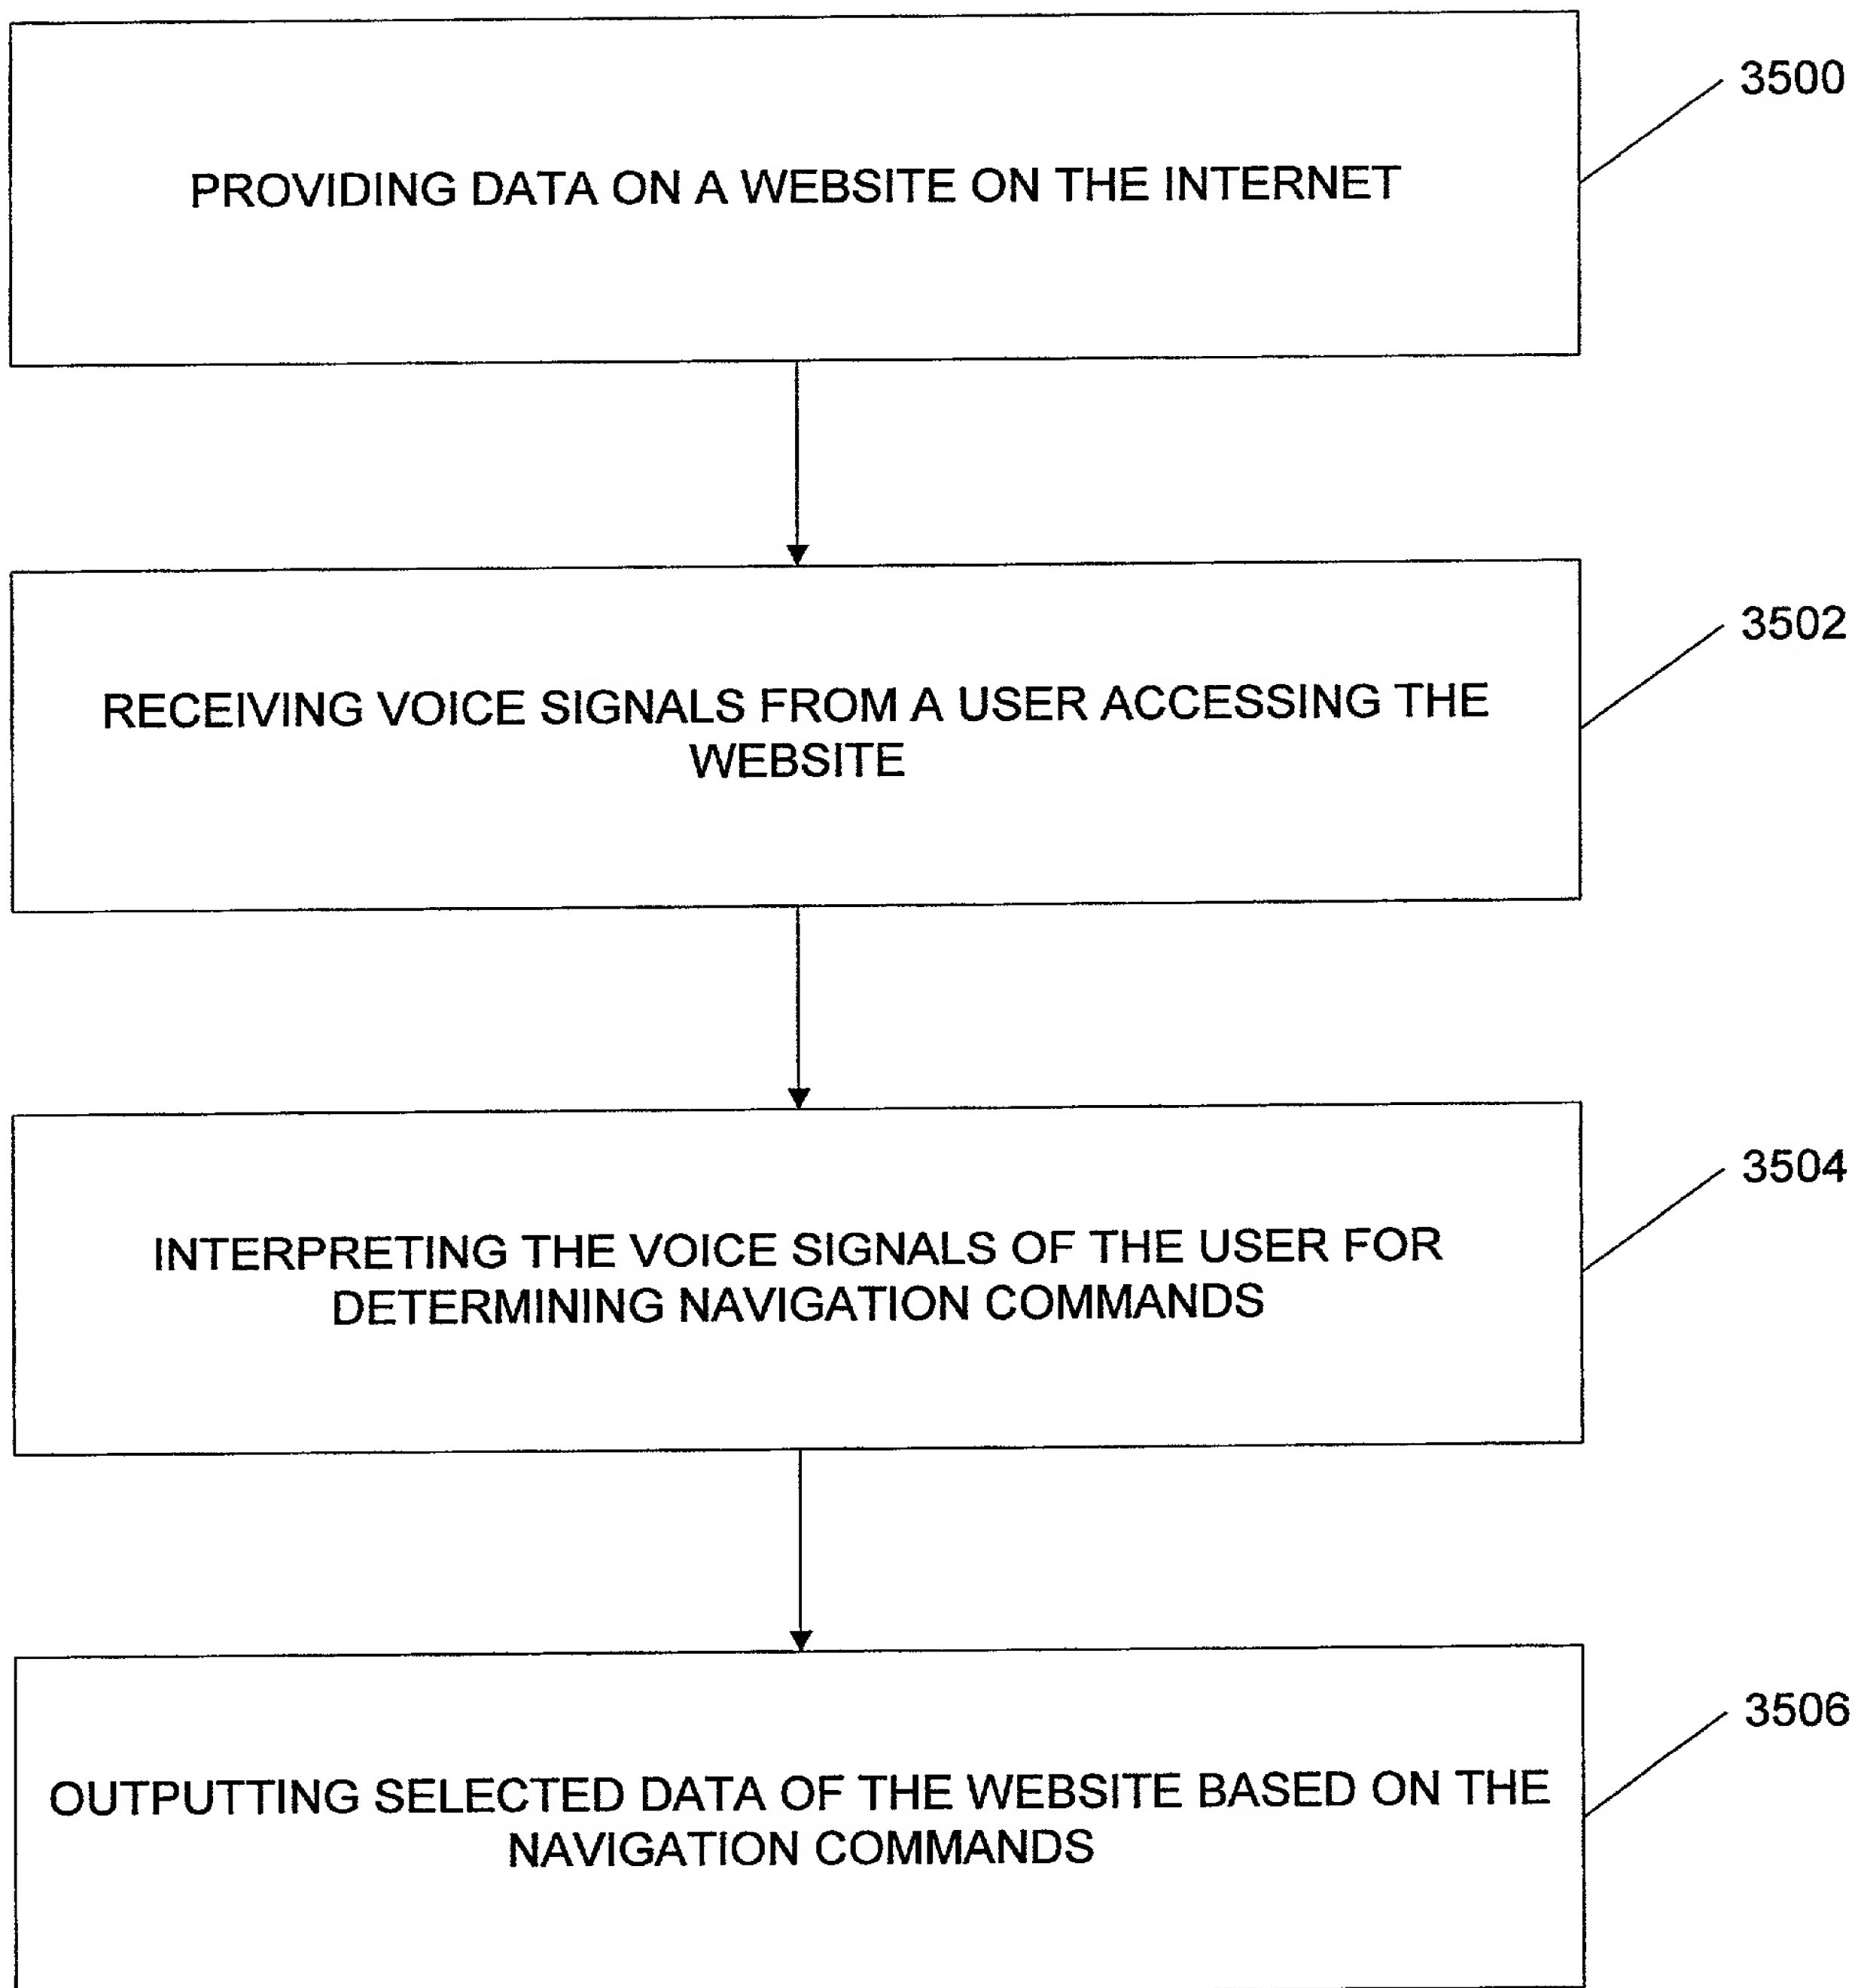 3500
PROVIDING DATA ON A WEBSITE ON THE INTERNET
3502
RECEIVING VOICE SIGNALS FROM A USER ACCESSING THE
WEBSITE
3504
INTERPRETING THE VOICE SIGNALS OF THE USER FOR
DETERMINING NAVIGATION COMMANDS
3506
OUTPUTTING SELECTED DATA OF THE WEBSITE BASED ON THE
NAVIGATION COMMANDS